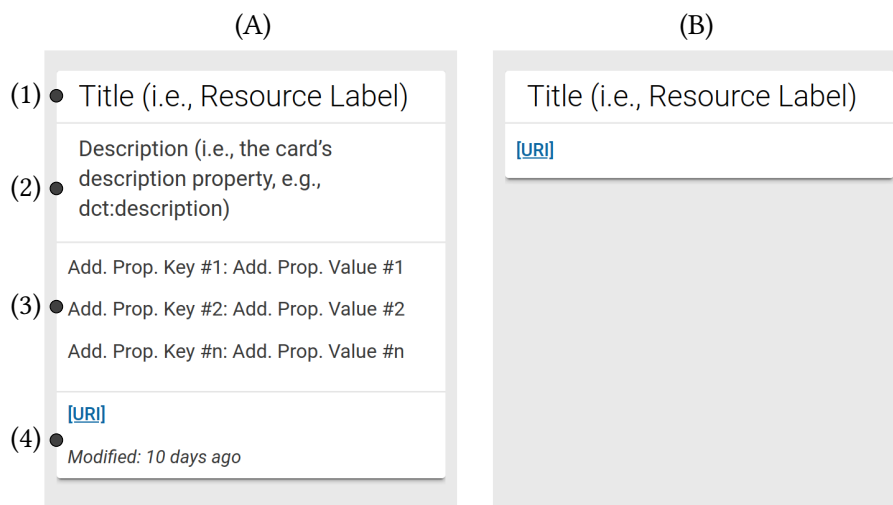 (A)
(1) Title (i.e., Resource Label)
(2) Description (i.e., the card's
description property, e.g.,
dct:description)
(3) Add. Prop. Key #1: Add. Prop. Value #1
Add. Prop. Key #2: Add. Prop. Value #2
Add. Prop. Key #n: Add. Prop. Value #n
(4) [URI]
Modified: 10 days ago
(B)
Title (i.e., Resource Label)
[URI]